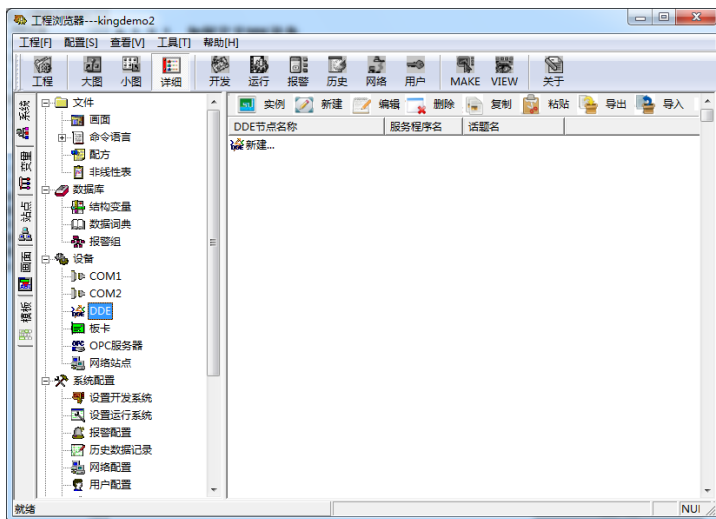 工程浏览器---kingdemo2
工程[F] 配置[S] 查看[V] 工具[T] 帮助[H]
工程 大图 小图 详细 开发 运行 报警 历史 网络 用户 MAKE VIEW 关于
系统
变量
站点
画面
模板
文件
画面
命令语言
配方
非线性表
数据库
结构变量
数据词典
报警组
设备
COM1
COM2
DDE
板卡
OPC服务器
网络站点
系统配置
设置开发系统
设置运行系统
报警配置
历史数据记录
网络配置
用户配置
实例 新建 编辑 删除 复制 粘贴 导出 导入
DDE节点名称 服务程序名 话题名
新建...
就绪